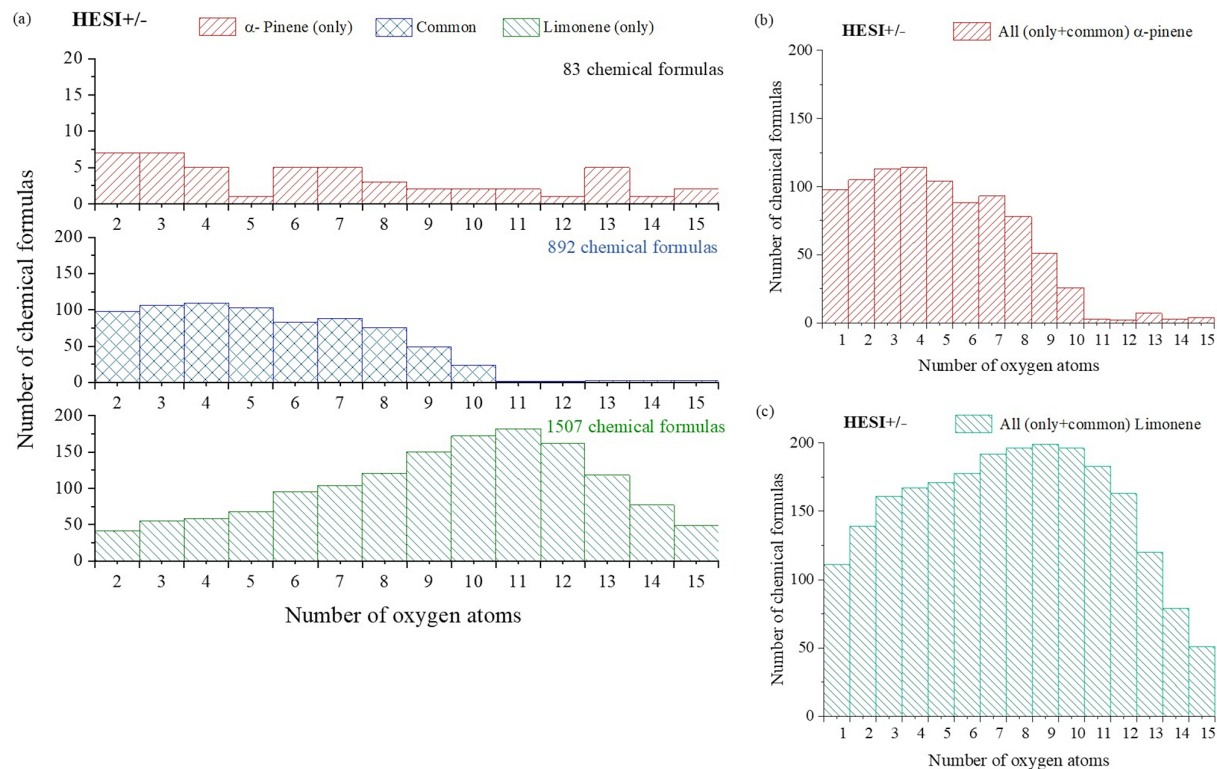 (a)
HESI+/-
α- Pinene (only) Common Limonene (only)
83 chemical formulas
20
15
10
5
0
2 3 4 5 6 7 8 9 10 11 12 13 14 15
892 chemical formulas
200
150
100
50
0
2 3 4 5 6 7 8 9 10 11 12 13 14 15
1507 chemical formulas
200
150
100
50
0
2 3 4 5 6 7 8 9 10 11 12 13 14 15
Number of chemical formulas
Number of oxygen atoms
(b)
HESI+/-
All (only+common) α-pinene
200
150
100
50
0
1 2 3 4 5 6 7 8 9 10 11 12 13 14 15
Number of chemical formulas
Number of oxygen atoms
(c)
HESI+/-
All (only+common) Limonene
200
150
100
50
0
1 2 3 4 5 6 7 8 9 10 11 12 13 14 15
Number of chemical formulas
Number of oxygen atoms